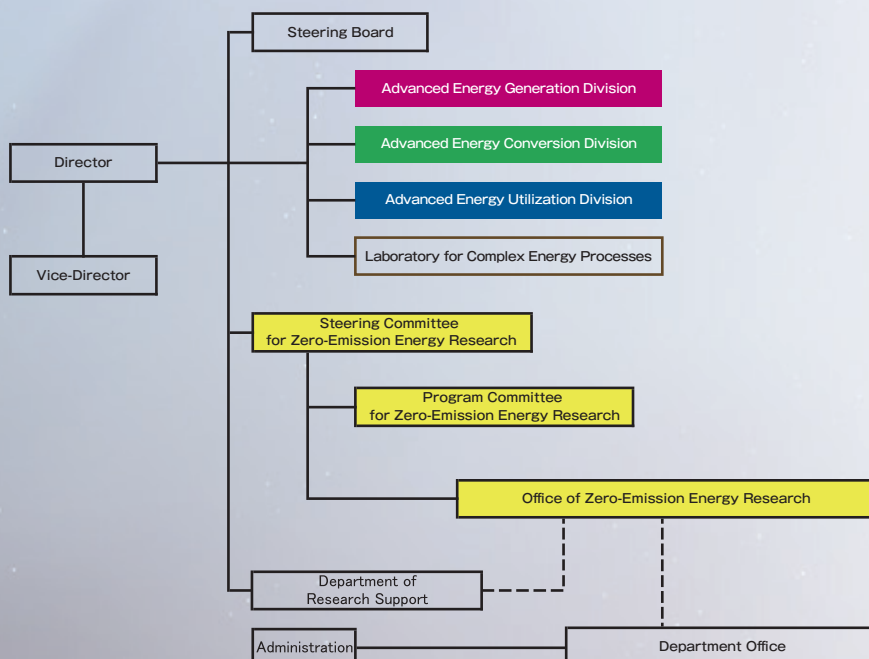 Steering Board
Advanced Energy Generation Division
Advanced Energy Conversion Division
Director
Advanced Energy Utilization Division
Laboratory for Complex Energy Processes
Vice-Director
Steering Committee
for Zero-Emission Energy Research
Program Committee
for Zero-Emission Energy Research
Office of Zero-Emission Energy Research
Department of
Research Support
Administration
Department Office